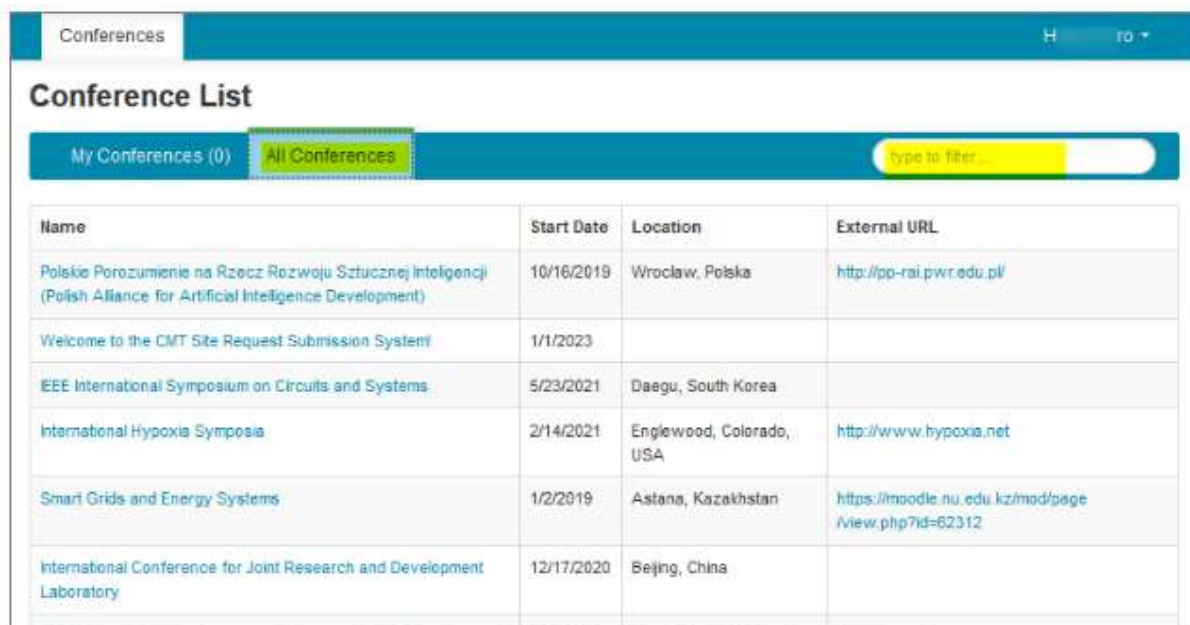 Conferences
H ro
Conference List
My Conferences (0) All Conferences type to filter ...
Name Start Date Location External URL
Polskie Porozumienie na Rzecz Rozwoju Sztucznej Inteligencji 10/16/2019 Wroclaw, Polska http://pp-rai.pwr.edu.pl/
(Polish Alliance for Artificial Intelligence Development)
Welcome to the CMT Site Request Submission System! 1/1/2023
IEEE International Symposium on Circuits and Systems 5/23/2021 Daegu, South Korea
International Hypoxia Symposia 2/14/2021 Englewood, Colorado, http://www.hypoxia.net
USA
Smart Grids and Energy Systems 1/2/2019 Astana, Kazakhstan https://moodle.nu.edu.kz/mod/page
/view.php?id=62312
International Conference for Joint Research and Development 12/17/2020 Beijing, China
Laboratory